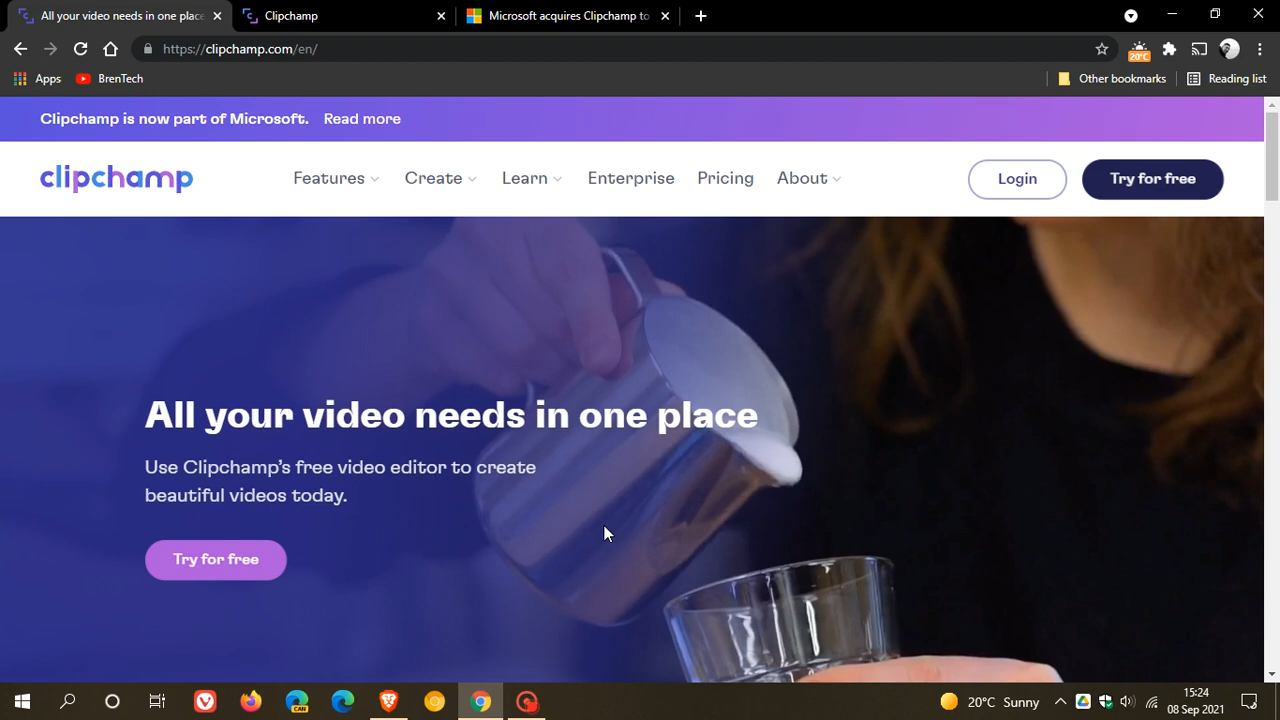 All your video needs in one place
Clipchamp
Microsoft acquires Clipchamp to
https://clipchamp.com/en/
20°C
Apps
BrenTech
Other bookmarks
Reading list
Clipchamp is now part of Microsoft. Read more
clipchamp
Features
Create
Learn
Enterprise
Pricing
About
Login
Try for free
All your video needs in one place
Use Clipchamp's free video editor to create
beautiful videos today.
Try for free
CAN
20°C Sunny
15:24
08 Sep 2021